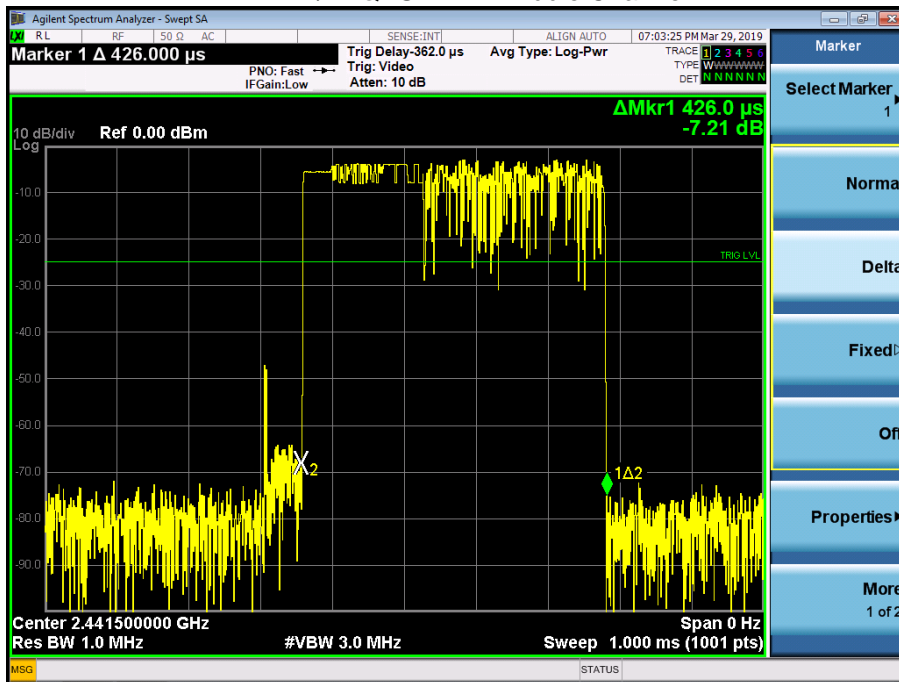 Agilent Spectrum Analyzer - Swept SA
LXI RL RF 50 Ω AC SENSE:INT ALIGN AUTO 07:03:25 PM Mar 29, 2019
Marker 1 Δ 426.000 µs
PNO: Fast
IFGain:Low
Trig Delay-362.0 µs
Trig: Video
Atten: 10 dB
Avg Type: Log-Pwr
TRACE 1 2 3 4 5 6
TYPE WWWWWW
DET N N N N N N
ΔMkr1 426.0 µs
-7.21 dB
10 dB/div Ref 0.00 dBm
Log
-10.0
-20.0
TRIG LVL
-30.0
-40.0
-50.0
-60.0
-70.0
-80.0
-90.0
2
1Δ2
Center 2.441500000 GHz Span 0 Hz
Res BW 1.0 MHz #VBW 3.0 MHz Sweep 1.000 ms (1001 pts)
MSG STATUS
Marker
Select Marker
1
Norma
Delta
Fixed
Off
Properties
More
1 of 2